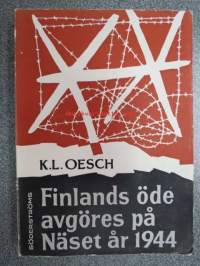 K.L. OESCH
Finlands öde
avgöres på
Näset år 1944
SÖDERSTRÖMS